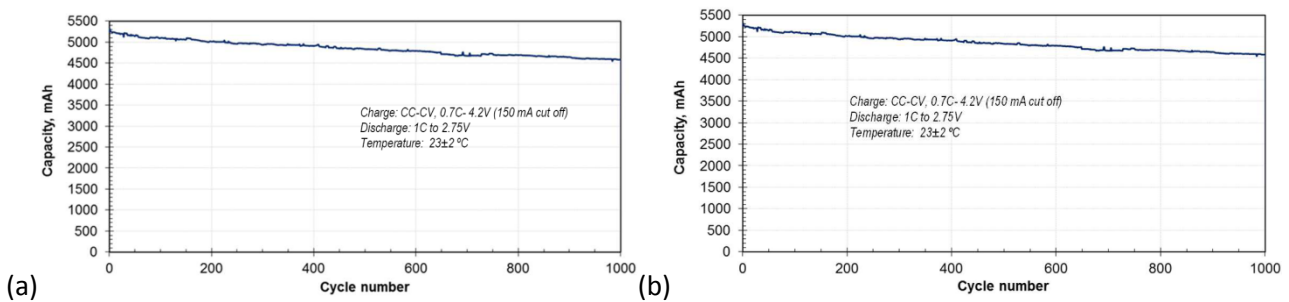 5500
5000
4500
4000
3500
3000
2500
2000
1500
1000
500
0
Capacity, mAh
Charge: CC-CV, 0.7C- 4.2V (150 mA cut off)
Discharge: 1C to 2.75V
Temperature: 23±2 ºC
0 200 400 600 800 1000
Cycle number
(a)
5500
5000
4500
4000
3500
3000
2500
2000
1500
1000
500
0
Capacity, mAh
Charge: CC-CV, 0.7C- 4.2V (150 mA cut off)
Discharge: 1C to 2.75V
Temperature: 23±2 ºC
0 200 400 600 800 1000
Cycle number
(b)